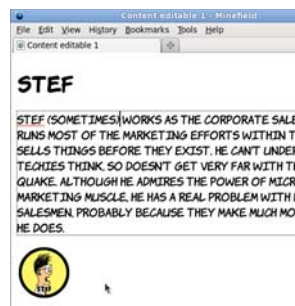 Content editable 1 - Minefield
File Edit View History Bookmarks Tools Help
Content editable 1
STEF
STEF (SOMETIMES) WORKS AS THE CORPORATE SALE
RUNS MOST OF THE MARKETING EFFORTS WITHIN T
SELLS THINGS BEFORE THEY EXIST. HE CAN'T UNDER
TECHIES THINK, SO DOESN'T GET VERY FAR WITH TH
QUAKE. ALTHOUGH HE ADMIRES THE POWER OF MICR
MARKETING MUSCLE, HE HAS A REAL PROBLEM WITH
SALESMEN, PROBABLY BECAUSE THEY MAKE MUCH MO
HE DOES.
STEF